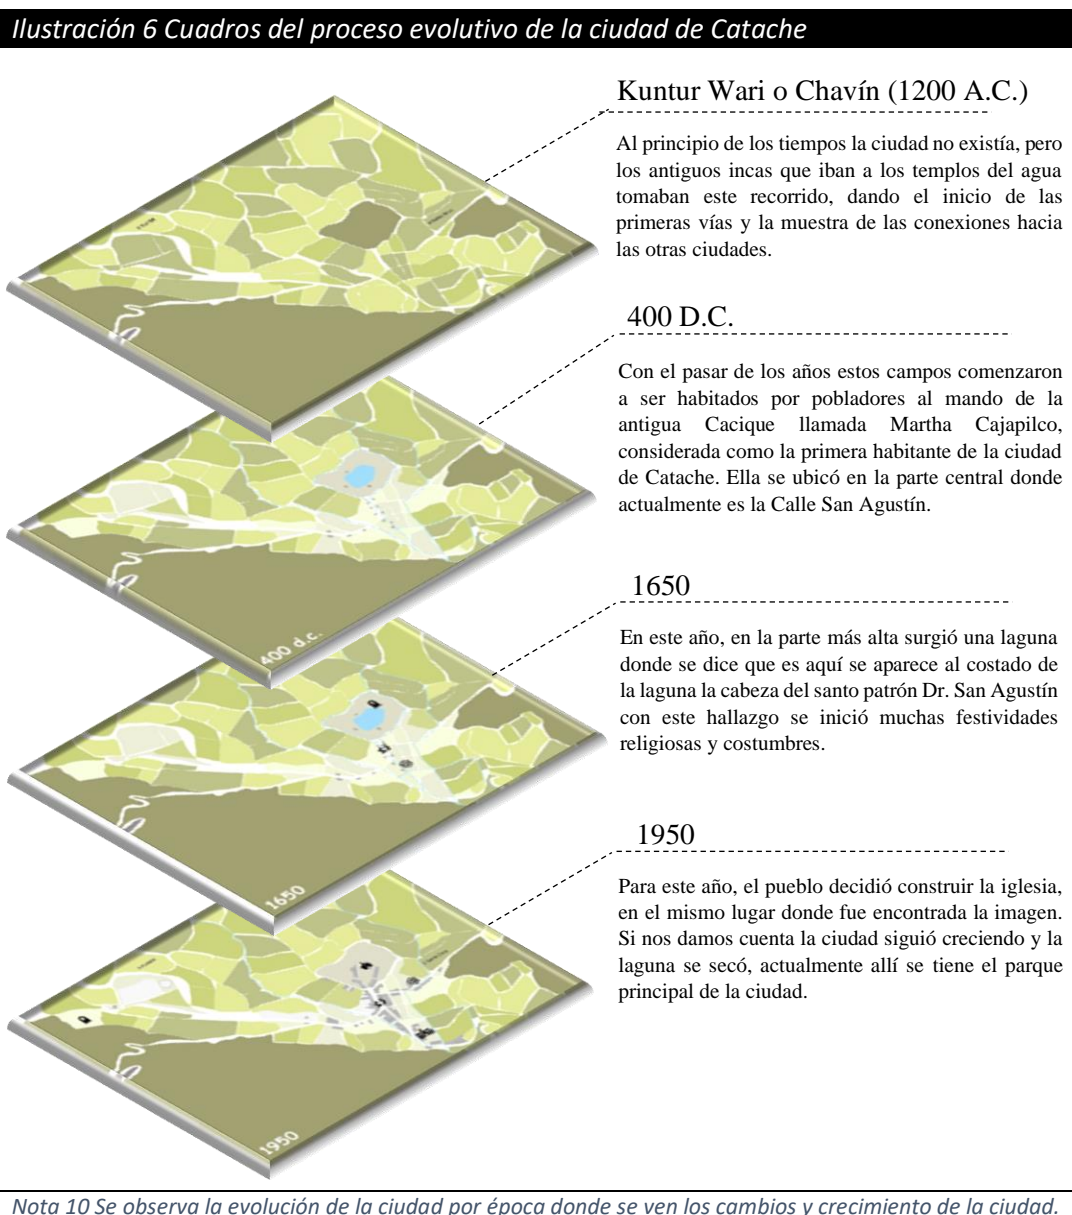 Ilustración 6 Cuadros del proceso evolutivo de la ciudad de Catache
Kuntur Wari o Chavín (1200 A.C.)
Al principio de los tiempos la ciudad no existía, pero
los antiguos incas que iban a los templos del agua
tomaban este recorrido, dando el inicio de las
primeras vías y la muestra de las conexiones hacia
las otras ciudades.
400 D.C.
Con el pasar de los años estos campos comenzaron
a ser habitados por pobladores al mando de la
antigua Cacique llamada Martha Cajapilco,
considerada como la primera habitante de la ciudad
de Catache. Ella se ubicó en la parte central donde
actualmente es la Calle San Agustín.
400 d.c.
1650
En este año, en la parte más alta surgió una laguna
donde se dice que es aquí se aparece al costado de
la laguna la cabeza del santo patrón Dr. San Agustín
con este hallazgo se inició muchas festividades
religiosas y costumbres.
1650
1950
Para este año, el pueblo decidió construir la iglesia,
en el mismo lugar donde fue encontrada la imagen.
Si nos damos cuenta la ciudad siguió creciendo y la
laguna se secó, actualmente allí se tiene el parque
principal de la ciudad.
1950
Nota 10 Se observa la evolución de la ciudad por época donde se ven los cambios y crecimiento de la ciudad.